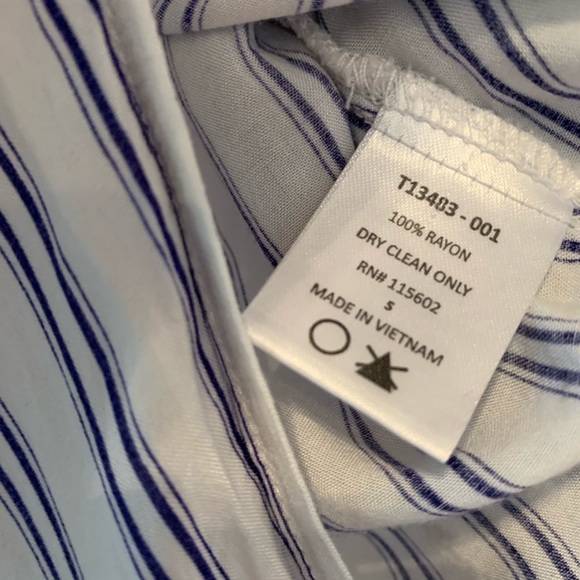 T13483 - 001
100% RAYON
DRY CLEAN ONLY
RN# 115602
S
MADE IN VIETNAM